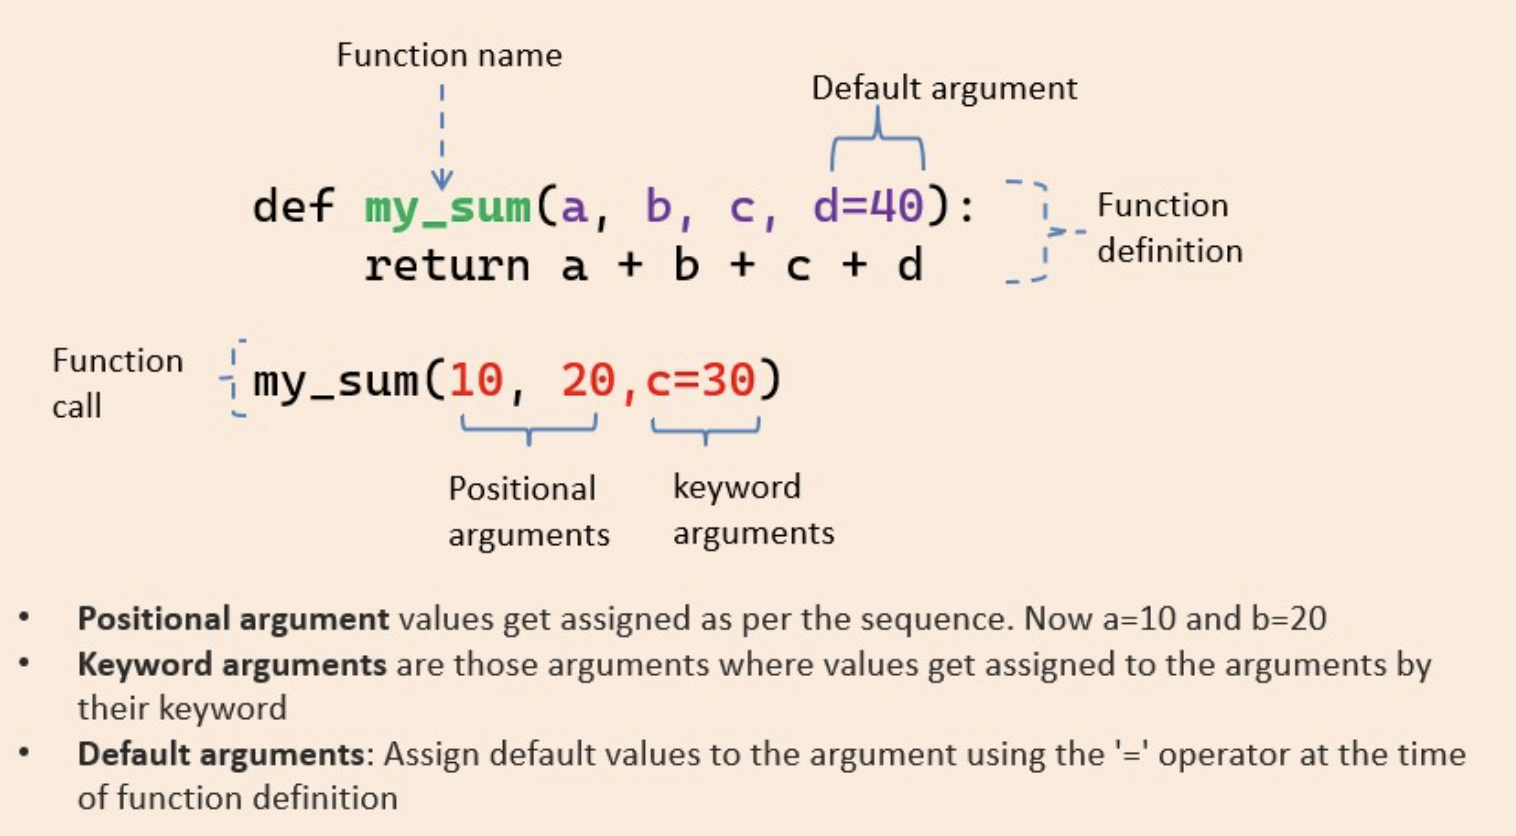 Function name
Default argument
def my_sum(a, b, c, d=40):
return a + b + c + d
Function
definition
Function
call
my_sum(10, 20,c=30)
Positional
arguments
keyword
arguments
• Positional argument values get assigned as per the sequence. Now a=10 and b=20
• Keyword arguments are those arguments where values get assigned to the arguments by
their keyword
• Default arguments: Assign default values to the argument using the '=' operator at the time
of function definition